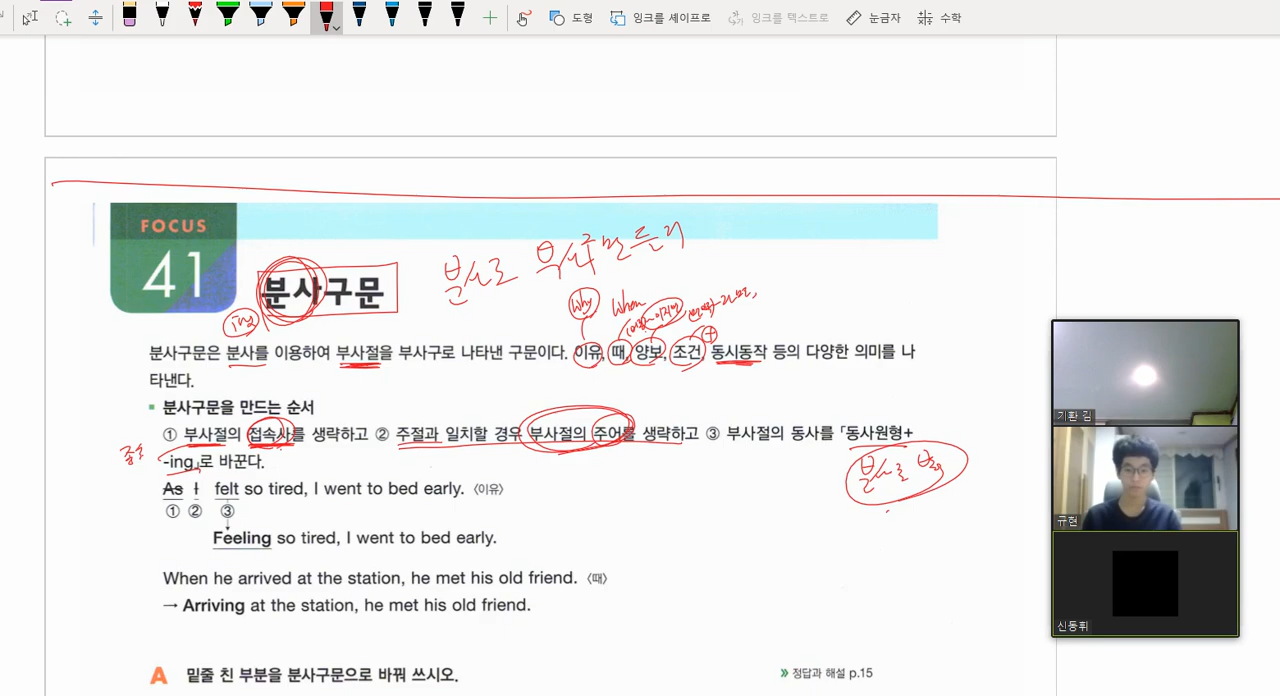 도형 잉크를 셰이프로 잉크를 텍스트로 눈금자 수학
FOCUS
41
분사로 부사구 만들기
분사구문
why when
ing
분사구문은 분사를 이용하여 부사절을 부사구로 나타낸 구문이다. 이유, 때, 양보, 조건, 동시동작 등의 다양한 의미를 나
타낸다.
분사구문을 만드는 순서
① 부사절의 접속사를 생략하고 ② 주절과 일치할 경우 부사절의 주어를 생략하고 ③ 부사절의 동사를 「동사원형+
-ing」로 바꾼다.
분사로
As I felt so tired, I went to bed early. 〈이유〉
① ② ③
Feeling so tired, I went to bed early.
When he arrived at the station, he met his old friend. 〈때〉
→ Arriving at the station, he met his old friend.
A 밑줄 친 부분을 분사구문으로 바꿔 쓰시오.
» 정답과 해설 p.15
기환 김
규현
신동휘